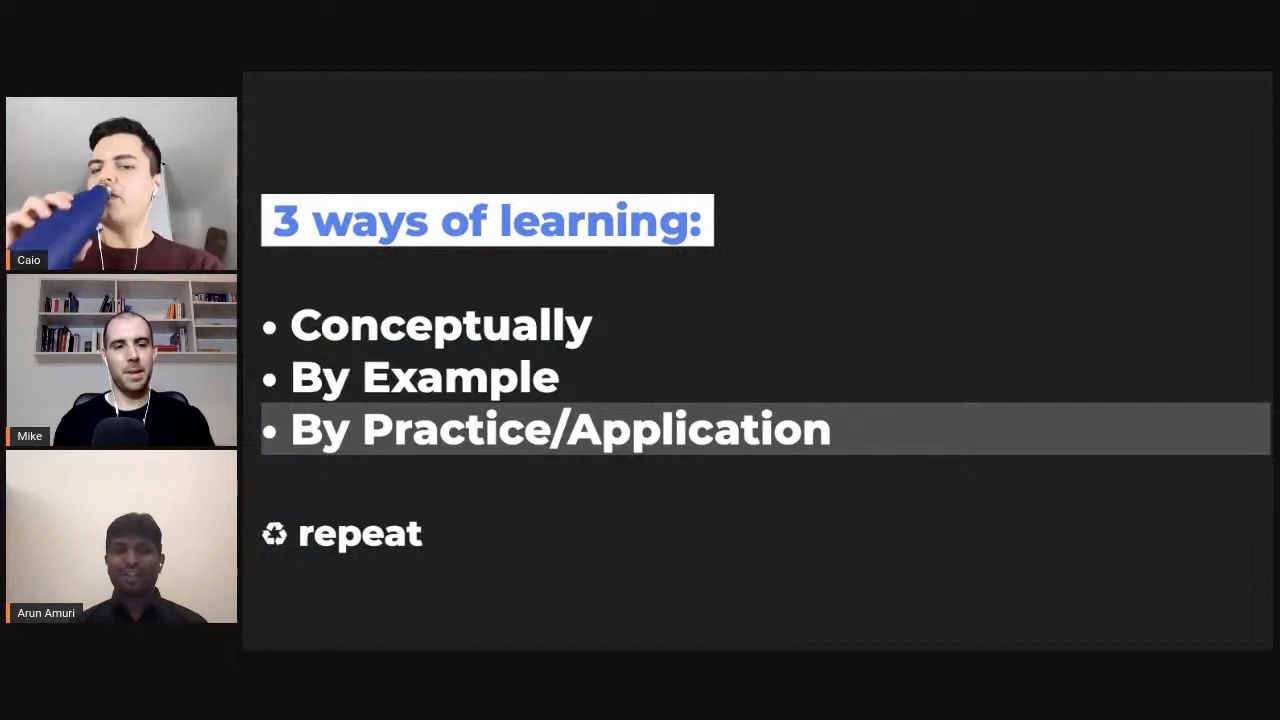 Caio
Mike
Arun Amuri
3 ways of learning:
• Conceptually
• By Example
• By Practice/Application
♻ repeat